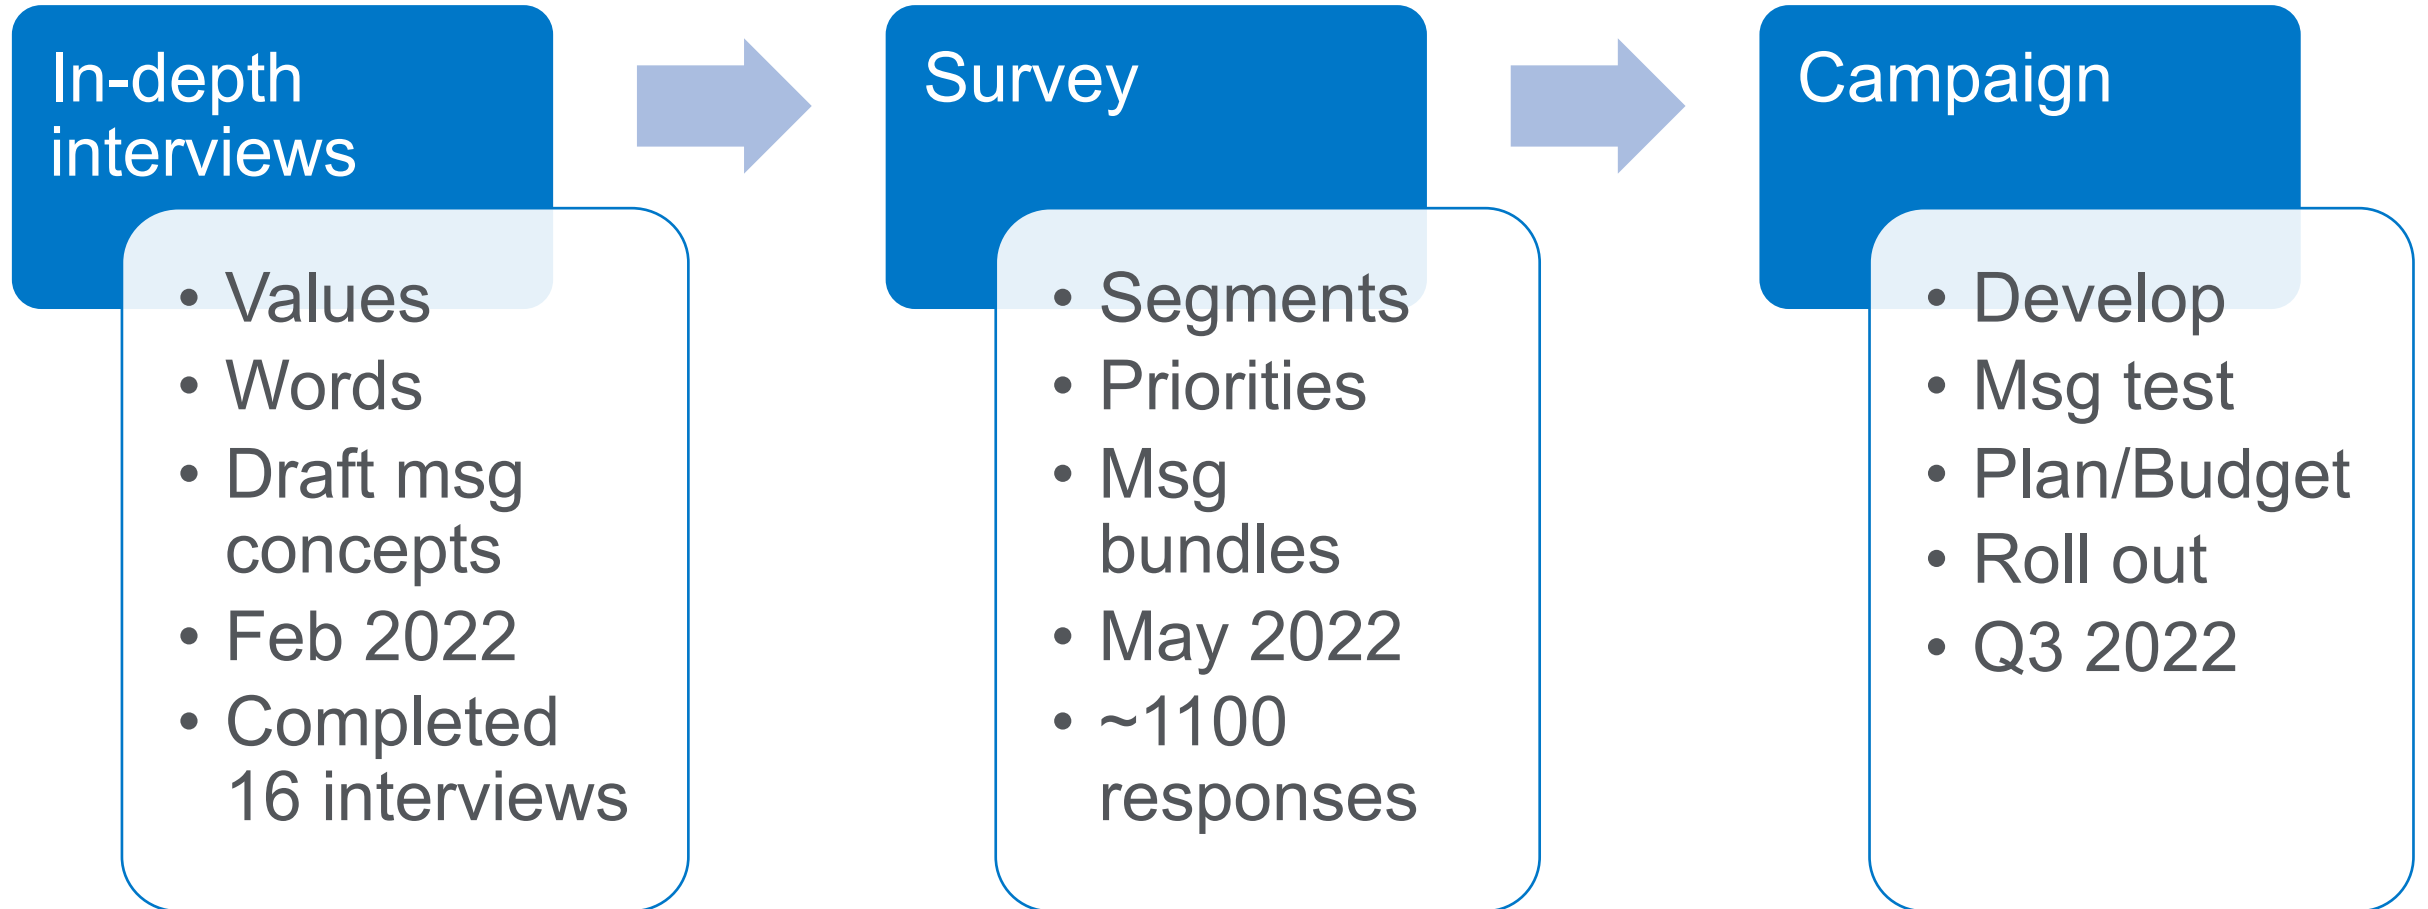 In-depth
interviews
• Values
• Words
• Draft msg
concepts
• Feb 2022
• Completed
16 interviews
Survey
• Segments
• Priorities
• Msg
bundles
• May 2022
• ~1100
responses
Campaign
• Develop
• Msg test
• Plan/Budget
• Roll out
• Q3 2022